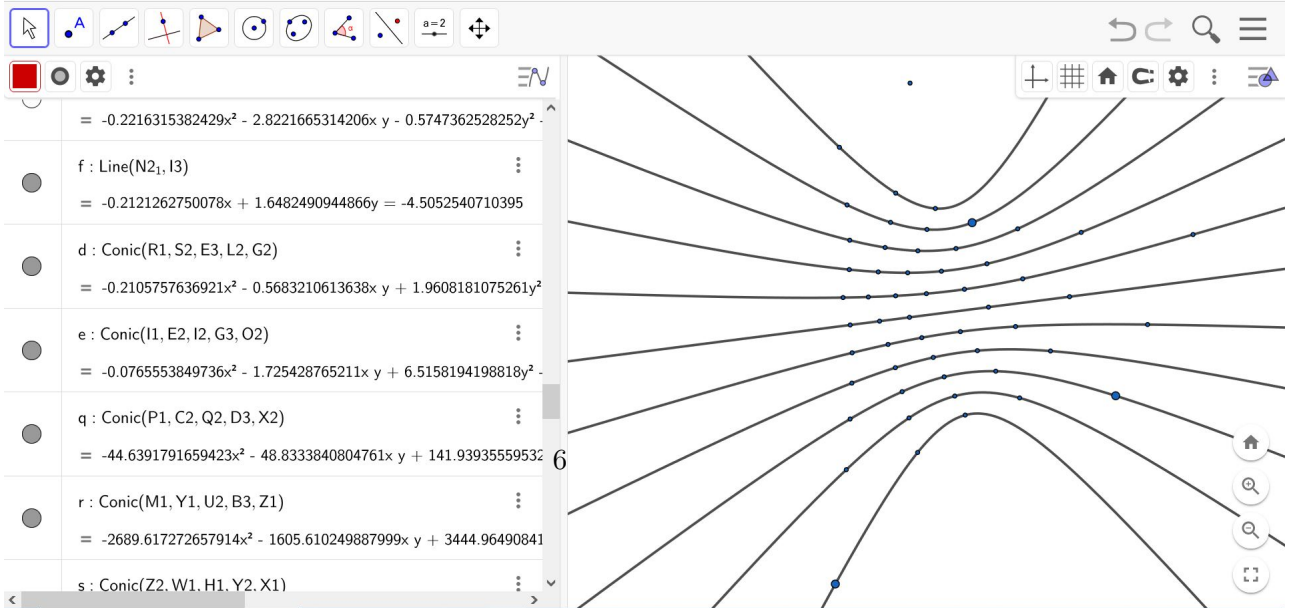 A
α
a=2
= -0.2216315382429x² - 2.8221665314206x y - 0.5747362528252y² -
f : Line(N2₁, I3)
= -0.2121262750078x + 1.6482490944866y = -4.5052540710395
d : Conic(R1, S2, E3, L2, G2)
= -0.2105757636921x² - 0.5683210613638x y + 1.9608181075261y²
e : Conic(I1, E2, I2, G3, O2)
= -0.0765553849736x² - 1.725428765211x y + 6.5158194198818y² -
q : Conic(P1, C2, Q2, D3, X2)
= -44.6391791659423x² - 48.8333840804761x y + 141.93935559532
6
r : Conic(M1, Y1, U2, B3, Z1)
= -2689.617272657914x² - 1605.610249887999x y + 3444.96490841
s : Conic(Z2, W1, H1, Y2, X1)